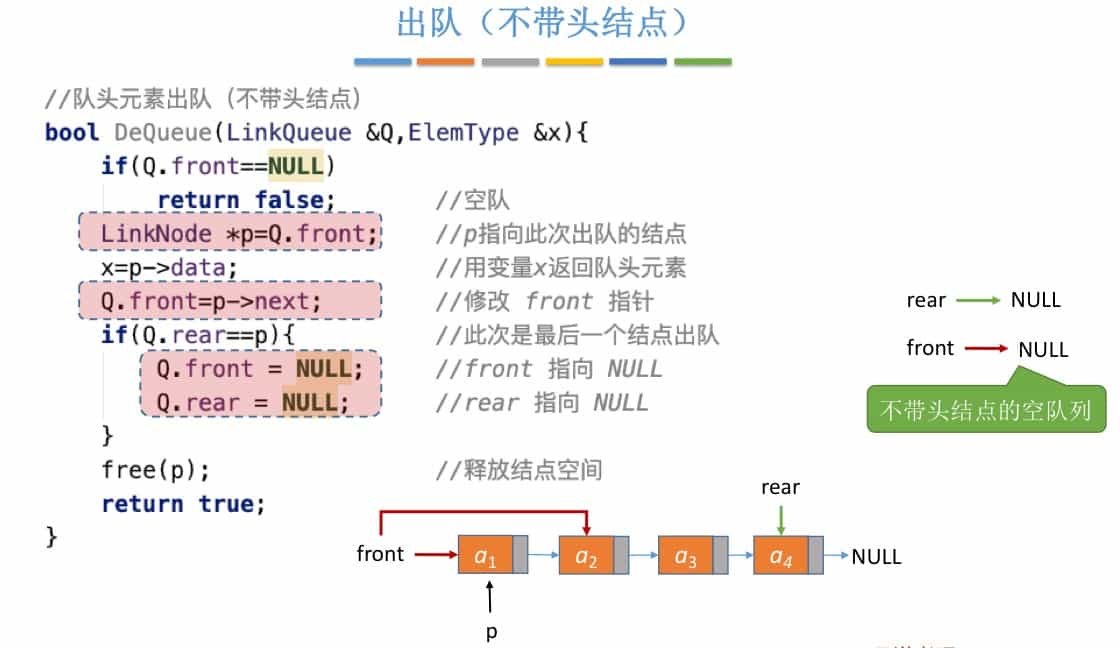 出队（不带头结点）
//队头元素出队（不带头结点）
bool DeQueue(LinkQueue &Q,ElemType &x){
if(Q.front==NULL)
return false; //空队
LinkNode *p=Q.front; //p指向此次出队的结点
x=p->data; //用变量x返回队头元素
Q.front=p->next; //修改 front 指针
if(Q.rear==p){ //此次是最后一个结点出队
Q.front = NULL; //front 指向 NULL
Q.rear = NULL; //rear 指向 NULL
}
free(p); //释放结点空间
return true;
}
rear NULL
front NULL
不带头结点的空队列
rear
front a1 a2 a3 a4 NULL
p